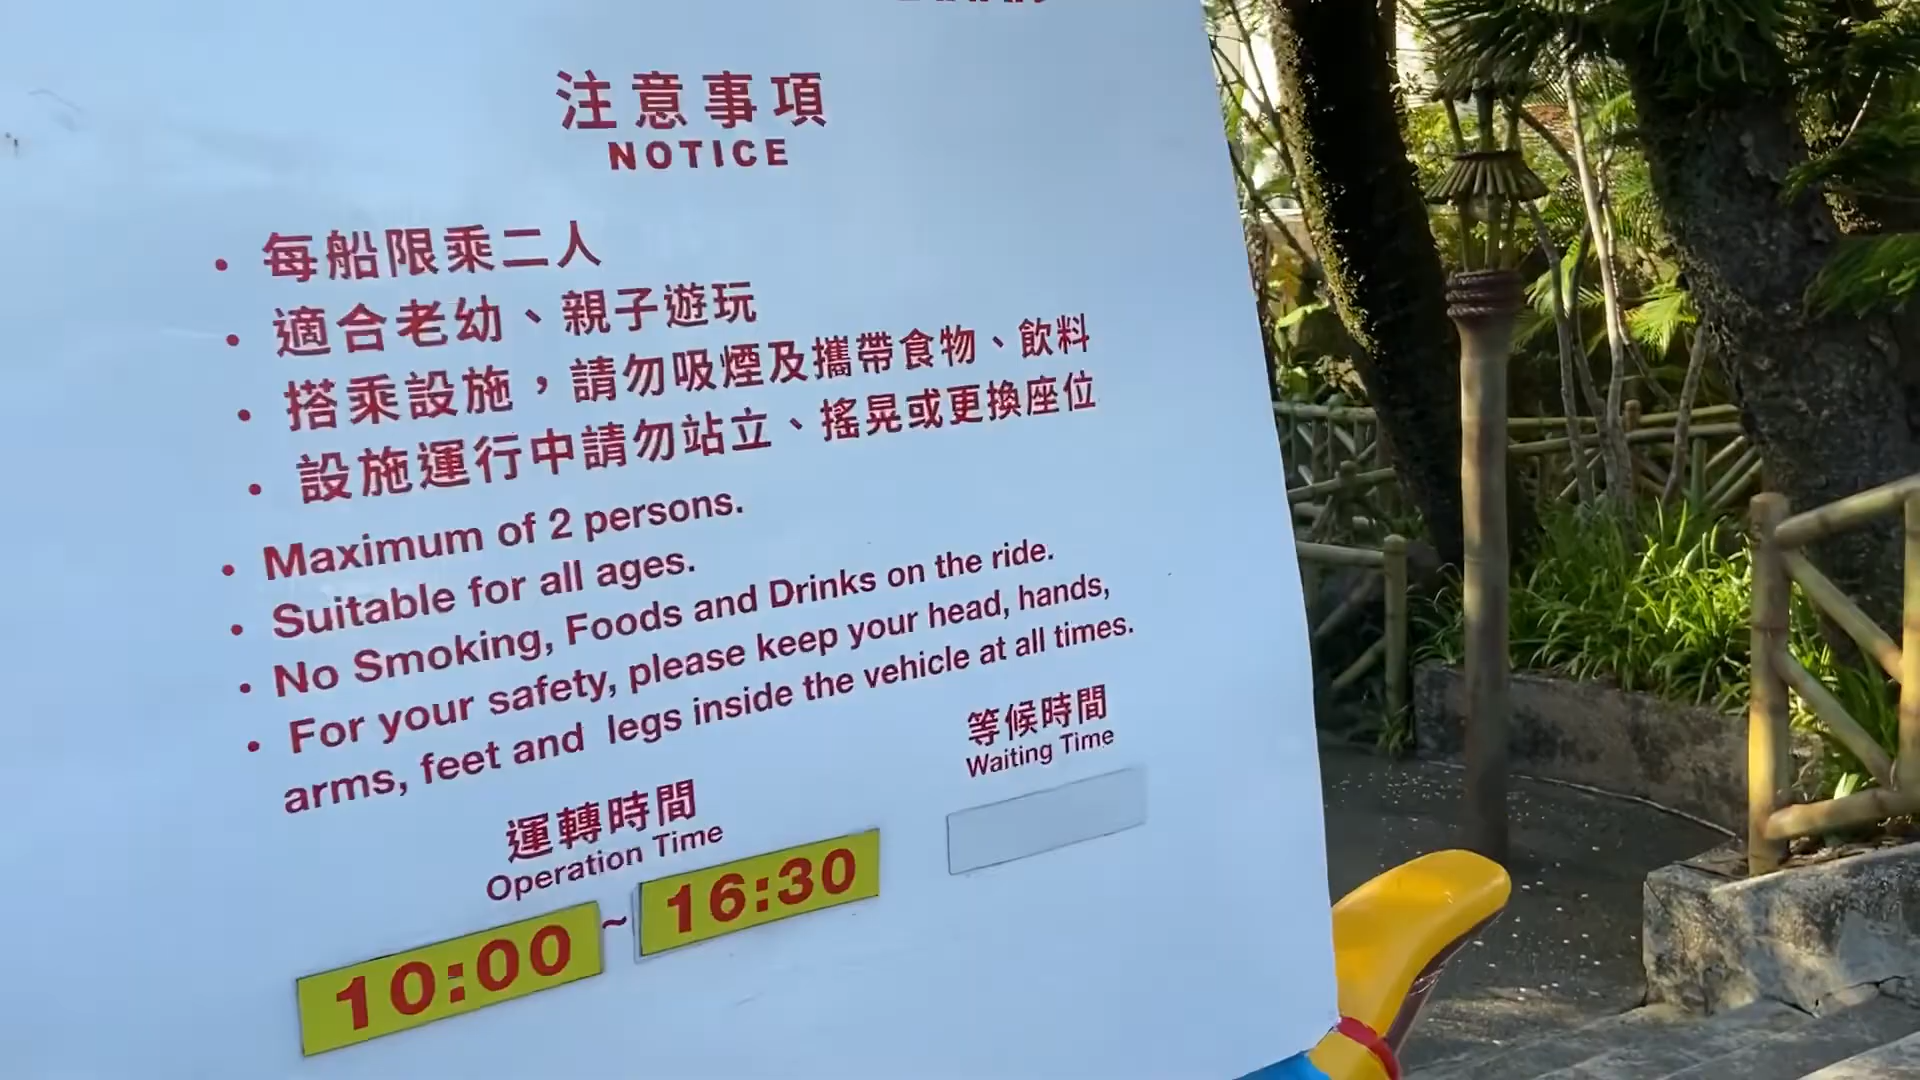 注意事項
NOTICE
• 每船限乘二人
• 適合老幼、親子遊玩
• 搭乘設施，請勿吸煙及攜帶食物、飲料
• 設施運行中請勿站立、搖晃或更換座位
• Maximum of 2 persons.
• Suitable for all ages.
• No Smoking, Foods and Drinks on the ride.
• For your safety, please keep your head, hands,
arms, feet and legs inside the vehicle at all times.
等候時間
Waiting Time
運轉時間
Operation Time
10:00 ~ 16:30